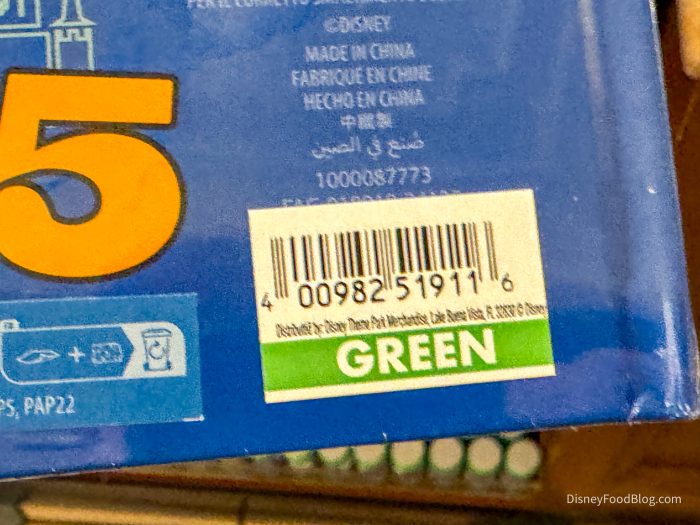 ©DISNEY
MADE IN CHINA
FABRIQUÉ EN CHINE
HECHO EN CHINA
中國製
صنع في الصين
1000087773
5
4 00982 51911 6
Distributed by: Disney Theme Park Merchandise, Lake Buena Vista, FL 32830 © Disney
GREEN
PAP22
DisneyFoodBlog.com